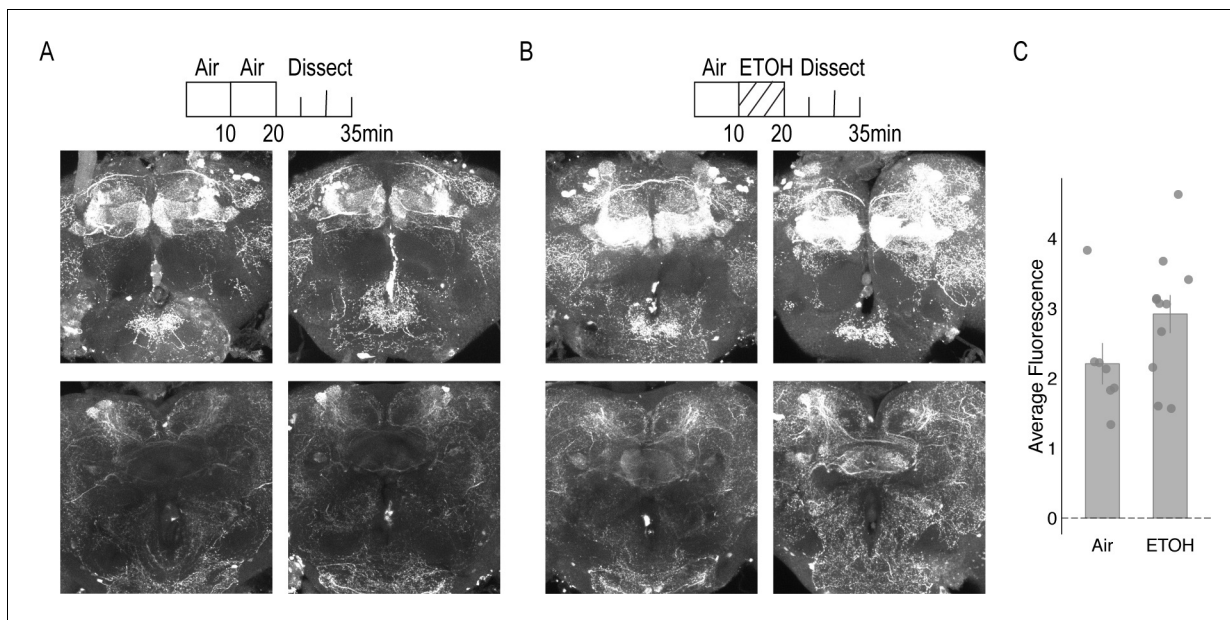 A
Air Air Dissect
10 20 35min
B
Air ETOH Dissect
10 20 35min
C
Average Fluorescence
4
3
2
1
0
Air ETOH